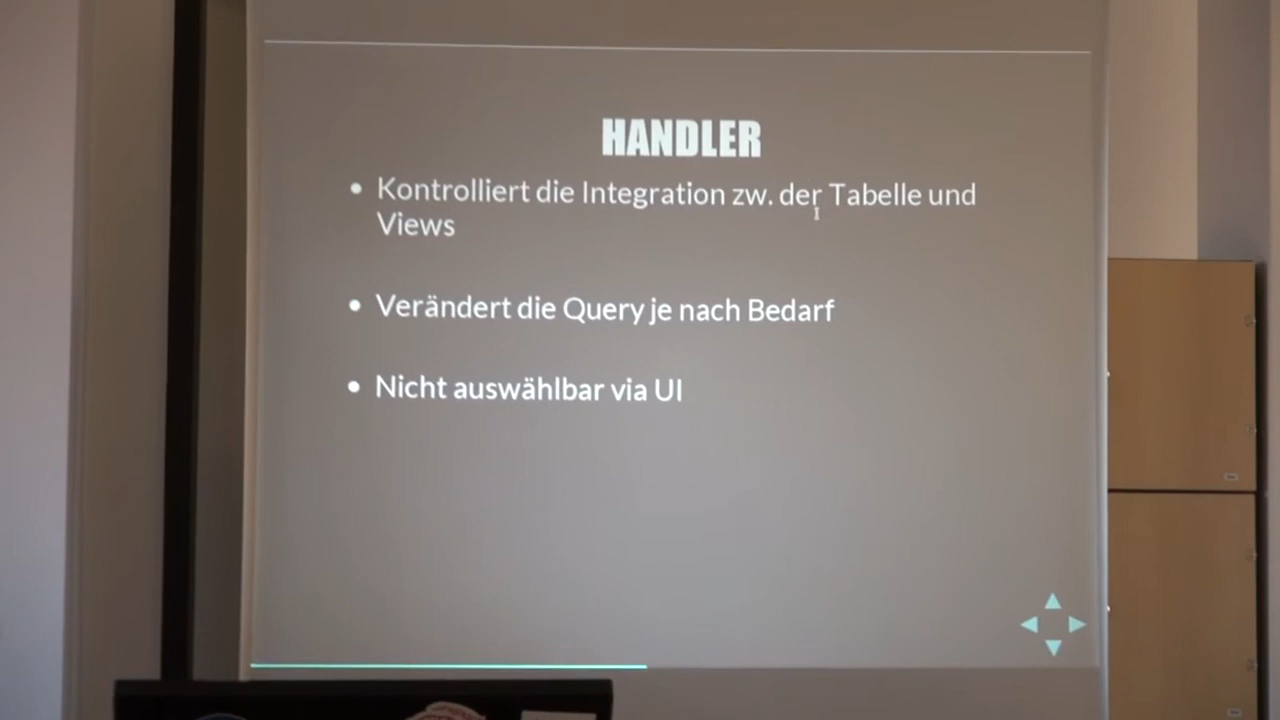 HANDLER
Kontrolliert die Integration zw. der Tabelle und
Views
Verändert die Query je nach Bedarf
Nicht auswählbar via UI